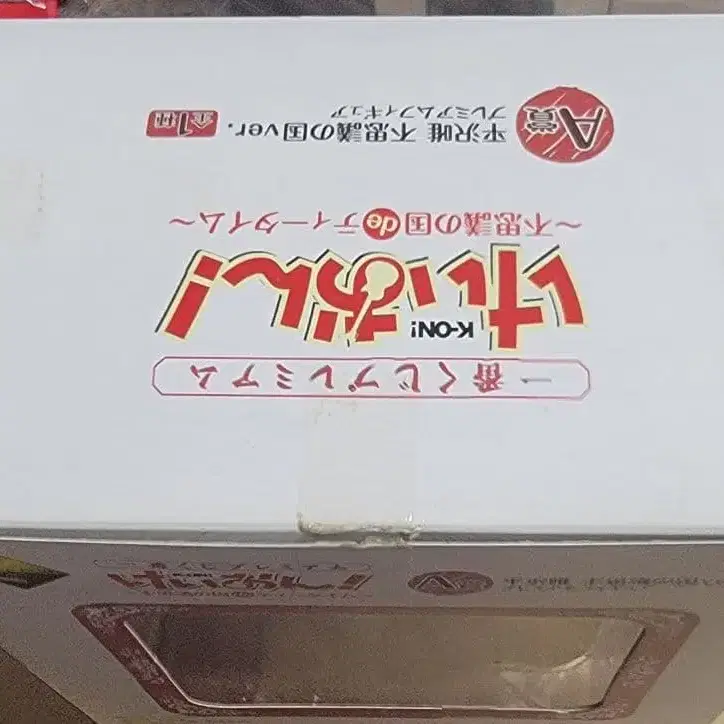 一番くじプレミアム
けいおん!
K-ON!
~不思議の国deティータイム~
A賞
平沢唯 不思議の国ver.
プレミアムフィギュア
全1種